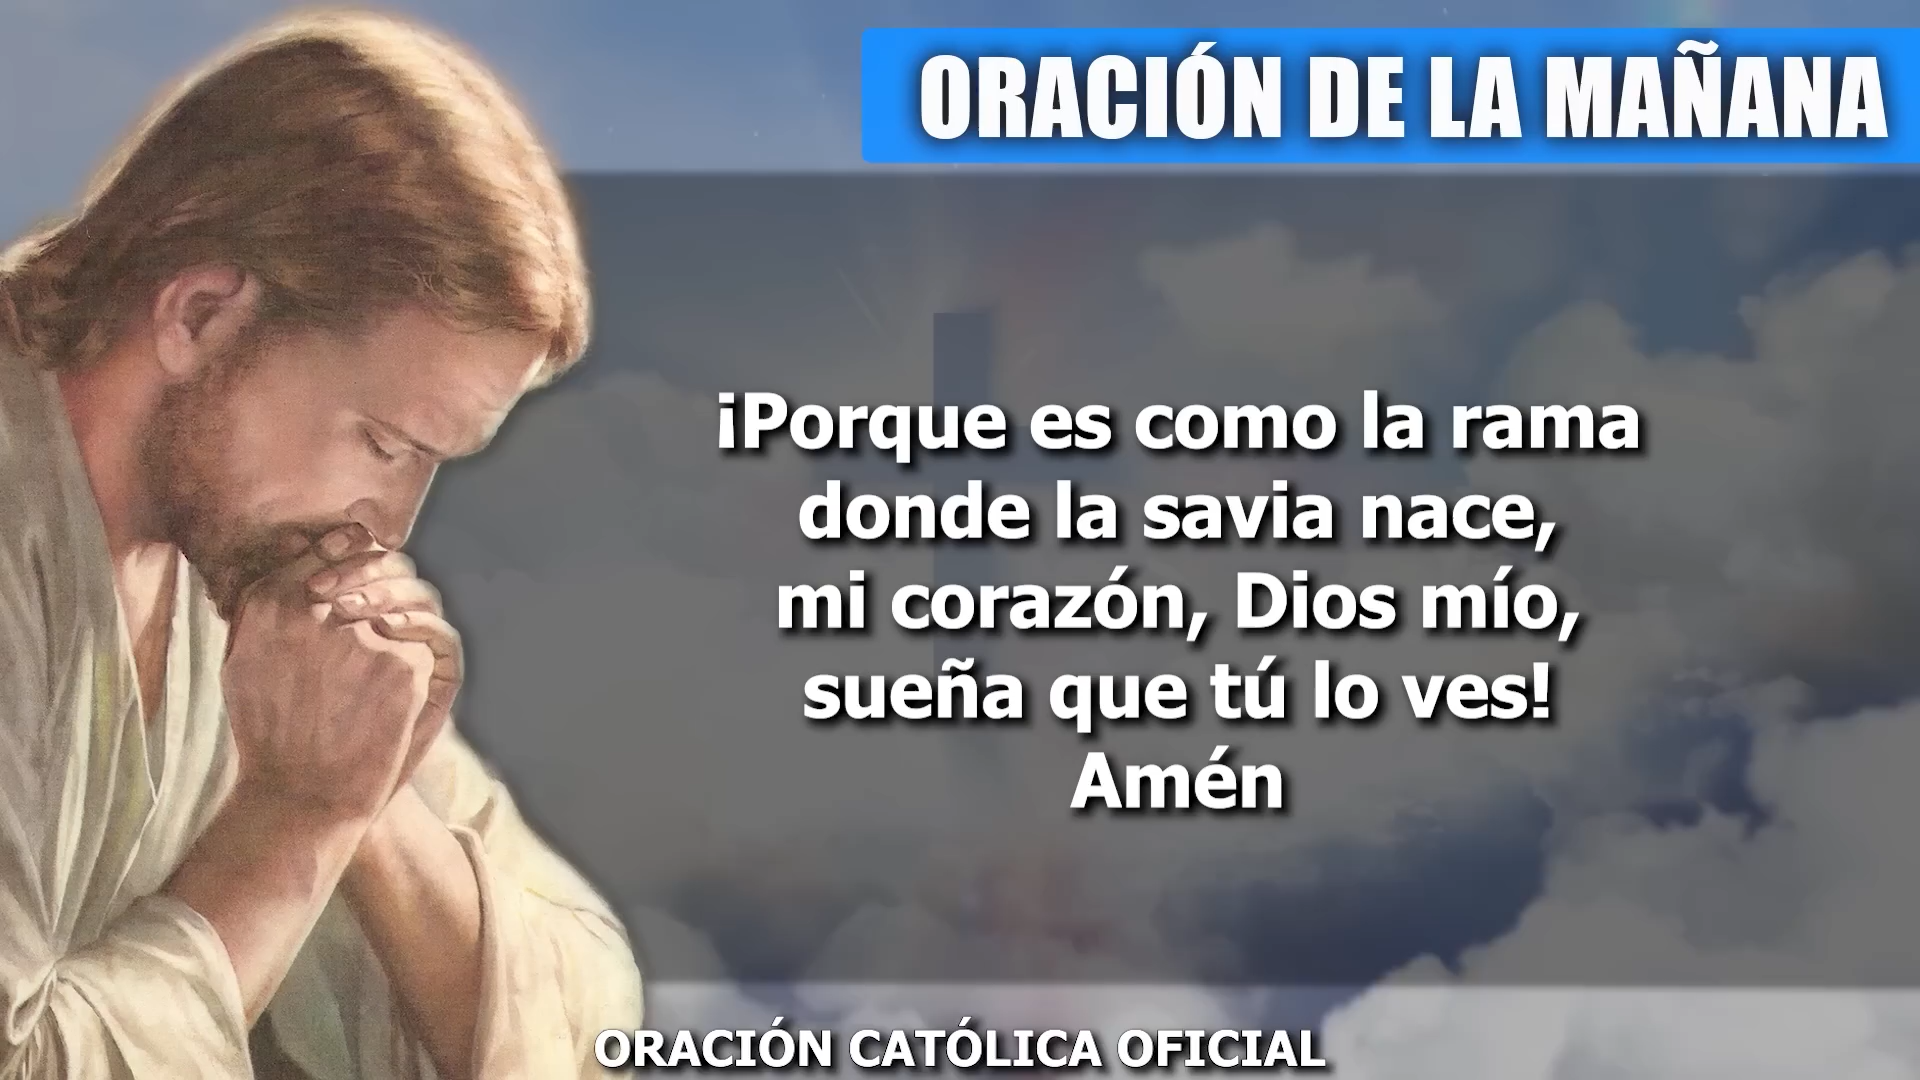 ORACIÓN DE LA MAÑANA
¡Porque es como la rama
donde la savia nace,
mi corazón, Dios mío,
sueña que tú lo ves!
Amén
ORACIÓN CATÓLICA OFICIAL